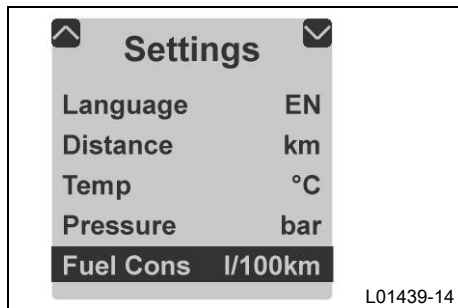 Settings
Language EN
Distance km
Temp °C
Pressure bar
Fuel Cons l/100km
L01439-14